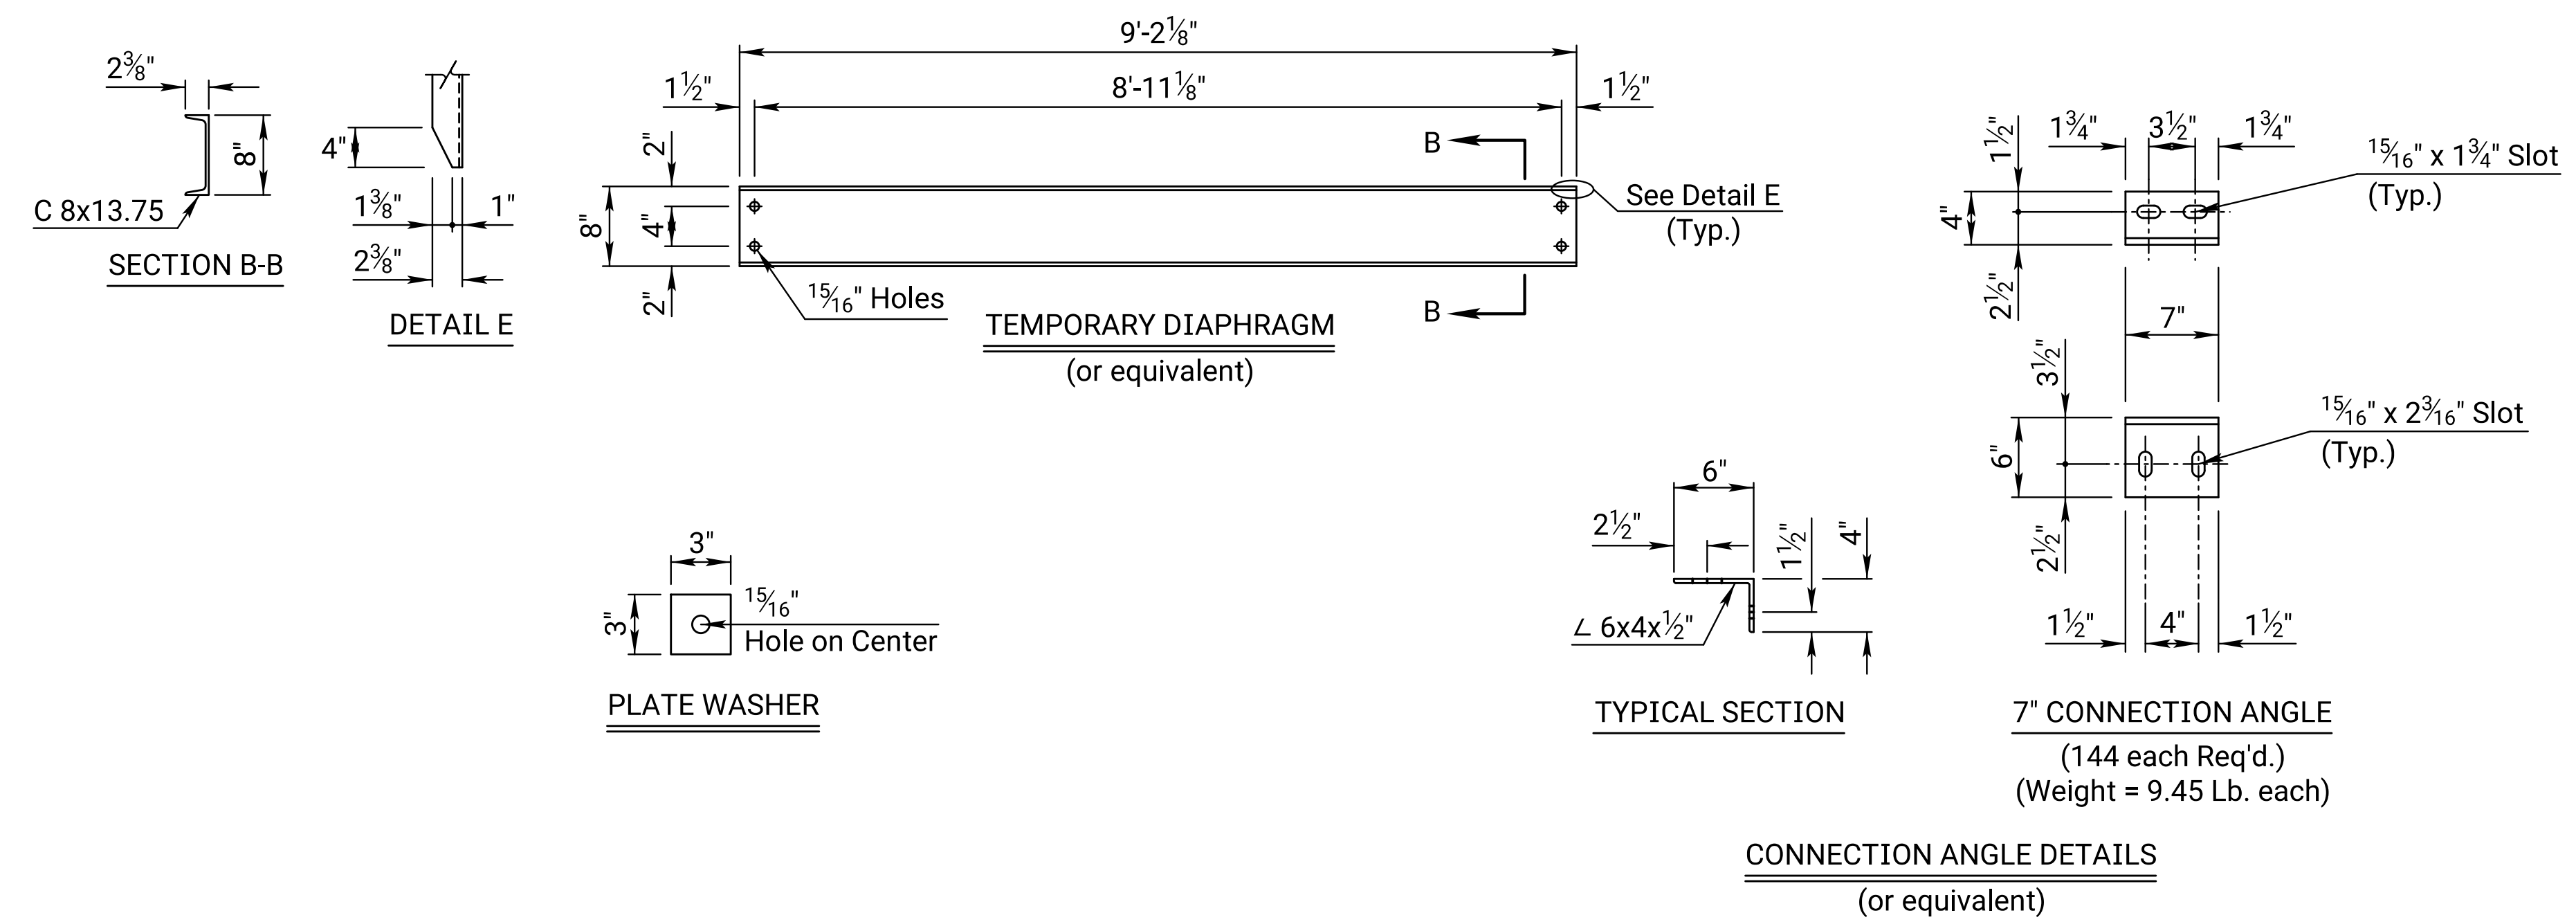 2⅜"
8"
C 8x13.75
SECTION B-B
4"
1⅜"
1"
2⅜"
DETAIL E
9'-2⅛"
1½"
8'-11⅛"
1½"
2"
8"
4"
2"
B
B
See Detail E
(Typ.)
15/16" Holes
TEMPORARY DIAPHRAGM
(or equivalent)
3"
3"
15/16"
Hole on Center
PLATE WASHER
6"
2½"
1½"
4"
∠ 6x4x½"
TYPICAL SECTION
1½"
1¾"
3½"
1¾"
15/16" x 1¾" Slot
(Typ.)
4"
2½"
7"
3½"
15/16" x 2 3/16" Slot
(Typ.)
6"
2½"
1½"
4"
1½"
7" CONNECTION ANGLE
(144 each Req'd.)
(Weight = 9.45 Lb. each)
CONNECTION ANGLE DETAILS
(or equivalent)